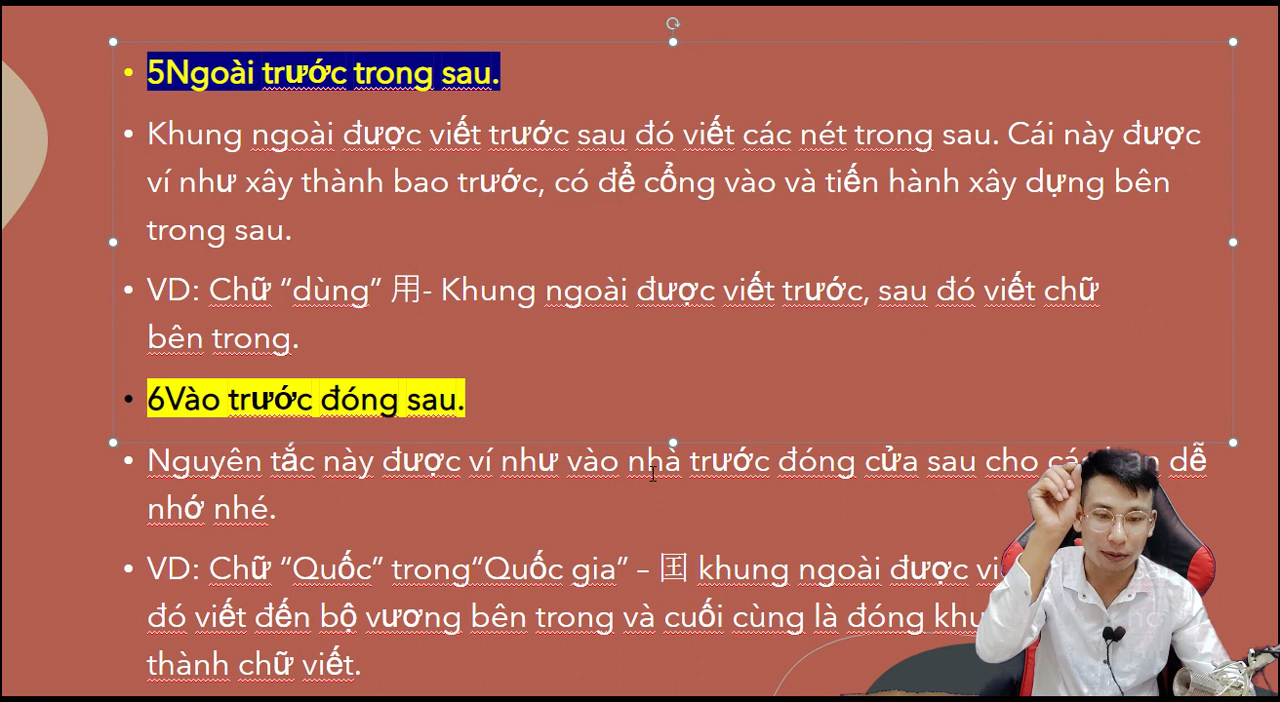 5Ngoài trước trong sau.
Khung ngoài được viết trước sau đó viết các nét trong sau. Cái này được
ví như xây thành bao trước, có để cổng vào và tiến hành xây dựng bên
trong sau.
VD: Chữ “dùng” 用- Khung ngoài được viết trước, sau đó viết chữ
bên trong.
6Vào trước đóng sau.
Nguyên tắc này được ví như vào nhà trước đóng cửa sau cho dễ
nhớ nhé.
VD: Chữ “Quốc” trong“Quốc gia” – 囯 khung ngoài được
đó viết đến bộ vương bên trong và cuối cùng là đóng
thành chữ viết.